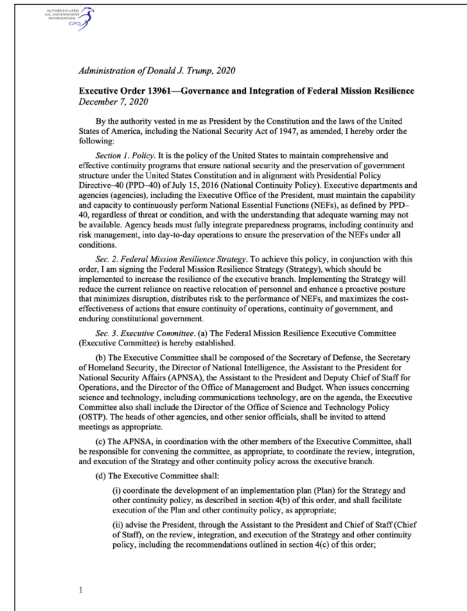 AUTHENTICATED
U.S. GOVERNMENT
INFORMATION
GPO
Administration of Donald J. Trump, 2020
Executive Order 13961—Governance and Integration of Federal Mission Resilience
December 7, 2020
By the authority vested in me as President by the Constitution and the laws of the United
States of America, including the National Security Act of 1947, as amended, I hereby order the
following:
Section 1. Policy. It is the policy of the United States to maintain comprehensive and
effective continuity programs that ensure national security and the preservation of government
structure under the United States Constitution and in alignment with Presidential Policy
Directive–40 (PPD–40) of July 15, 2016 (National Continuity Policy). Executive departments and
agencies (agencies), including the Executive Office of the President, must maintain the capability
and capacity to continuously perform National Essential Functions (NEFs), as defined by PPD–
40, regardless of threat or condition, and with the understanding that adequate warning may not
be available. Agency heads must fully integrate preparedness programs, including continuity and
risk management, into day-to-day operations to ensure the preservation of the NEFs under all
conditions.
Sec. 2. Federal Mission Resilience Strategy. To achieve this policy, in conjunction with this
order, I am signing the Federal Mission Resilience Strategy (Strategy), which should be
implemented to increase the resilience of the executive branch. Implementing the Strategy will
reduce the current reliance on reactive relocation of personnel and enhance a proactive posture
that minimizes disruption, distributes risk to the performance of NEFs, and maximizes the cost-
effectiveness of actions that ensure continuity of operations, continuity of government, and
enduring constitutional government.
Sec. 3. Executive Committee. (a) The Federal Mission Resilience Executive Committee
(Executive Committee) is hereby established.
(b) The Executive Committee shall be composed of the Secretary of Defense, the Secretary
of Homeland Security, the Director of National Intelligence, the Assistant to the President for
National Security Affairs (APNSA), the Assistant to the President and Deputy Chief of Staff for
Operations, and the Director of the Office of Management and Budget. When issues concerning
science and technology, including communications technology, are on the agenda, the Executive
Committee also shall include the Director of the Office of Science and Technology Policy
(OSTP). The heads of other agencies, and other senior officials, shall be invited to attend
meetings as appropriate.
(c) The APNSA, in coordination with the other members of the Executive Committee, shall
be responsible for convening the committee, as appropriate, to coordinate the review, integration,
and execution of the Strategy and other continuity policy across the executive branch.
(d) The Executive Committee shall:
(i) coordinate the development of an implementation plan (Plan) for the Strategy and
other continuity policy, as described in section 4(b) of this order, and shall facilitate
execution of the Plan and other continuity policy, as appropriate;
(ii) advise the President, through the Assistant to the President and Chief of Staff (Chief
of Staff), on the review, integration, and execution of the Strategy and other continuity
policy, including the recommendations outlined in section 4(c) of this order;
1